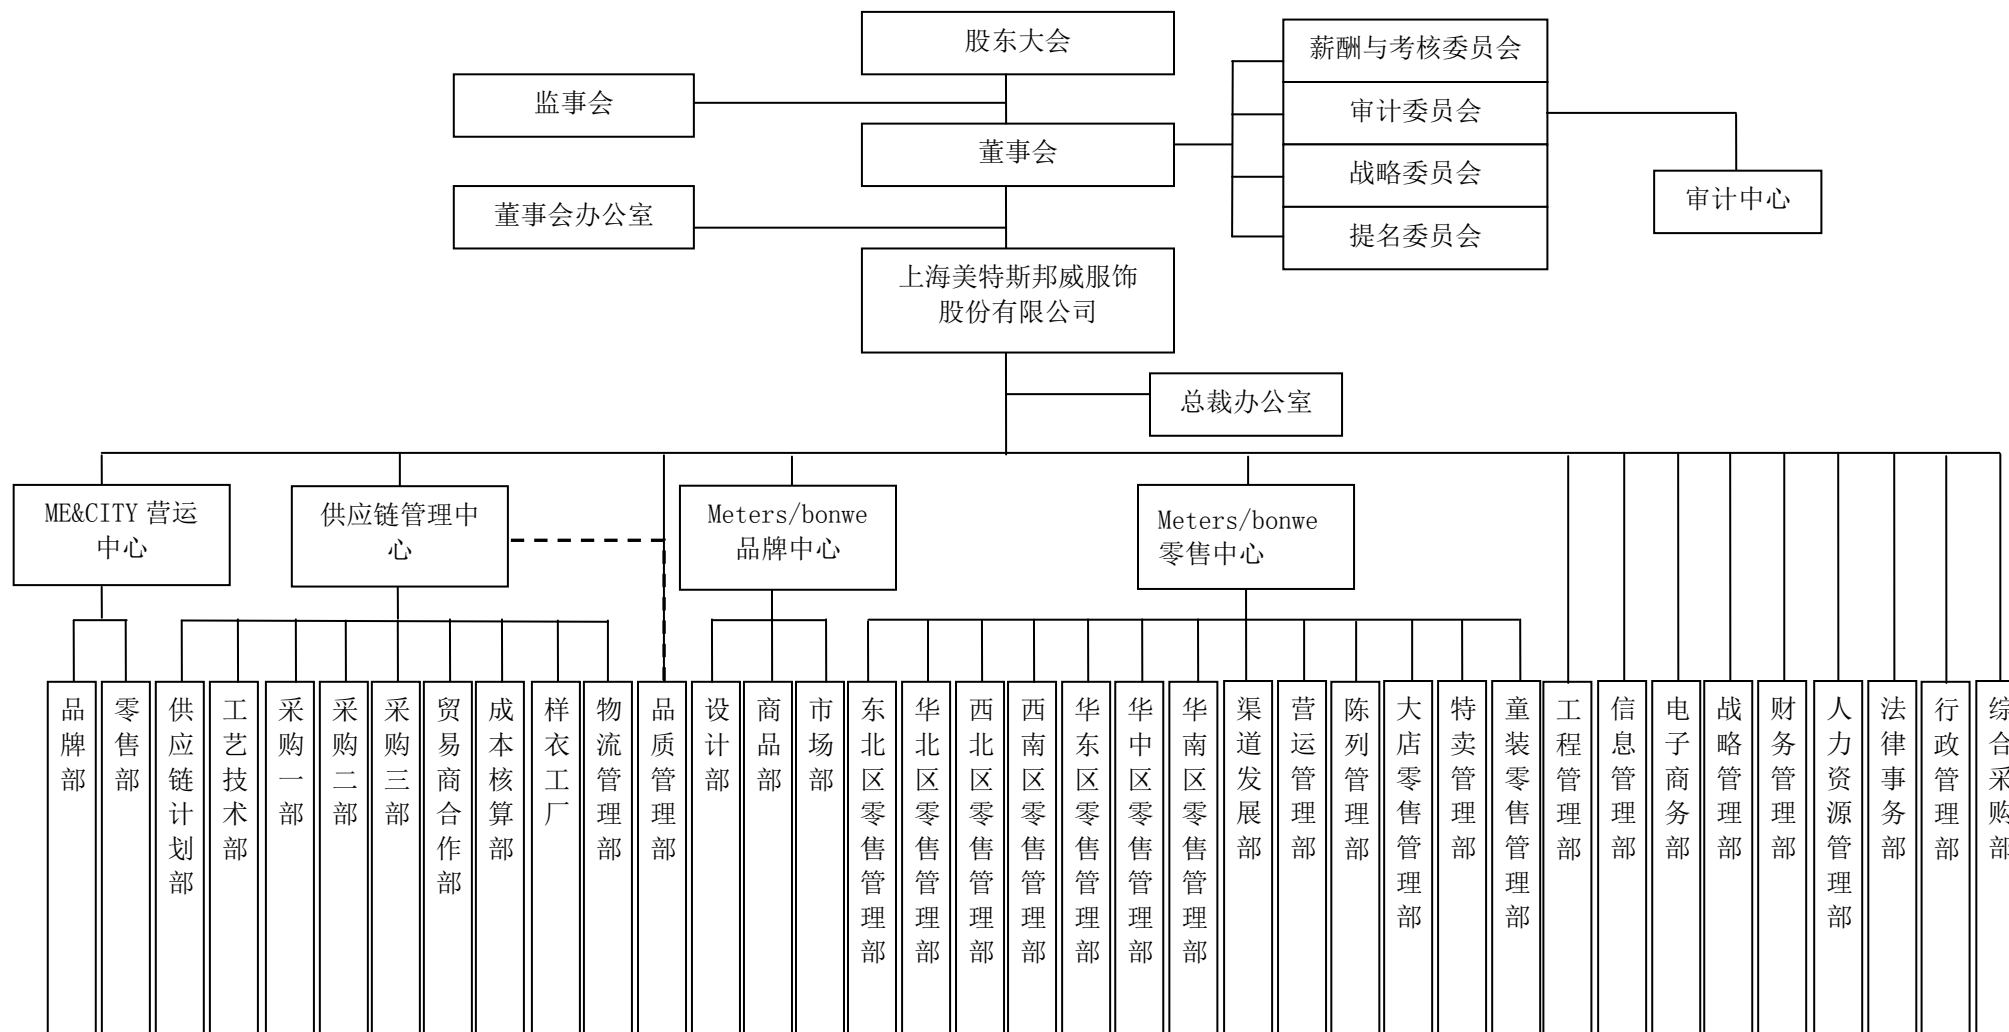 股东大会
薪酬与考核委员会
监事会
审计委员会
董事会
战略委员会
审计中心
董事会办公室
提名委员会
上海美特斯邦威服饰
股份有限公司
总裁办公室
ME&CITY 营运
中心
供应链管理中
心
Meters/bonwe
品牌中心
Meters/bonwe
零售中心
品牌部
零售部
供应链计划部
工艺技术部
采购一部
采购二部
采购三部
贸易商合作部
成本核算部
样衣工厂
物流管理部
品质管理部
设计部
商品部
市场部
东北区零售管理部
华北区零售管理部
西北区零售管理部
西南区零售管理部
华东区零售管理部
华中区零售管理部
华南区零售管理部
渠道发展部
营运管理部
陈列管理部
大店零售管理部
特卖管理部
童装零售管理部
工程管理部
信息管理部
电子商务部
战略管理部
财务管理部
人力资源管理部
法律事务部
行政管理部
综合采购部